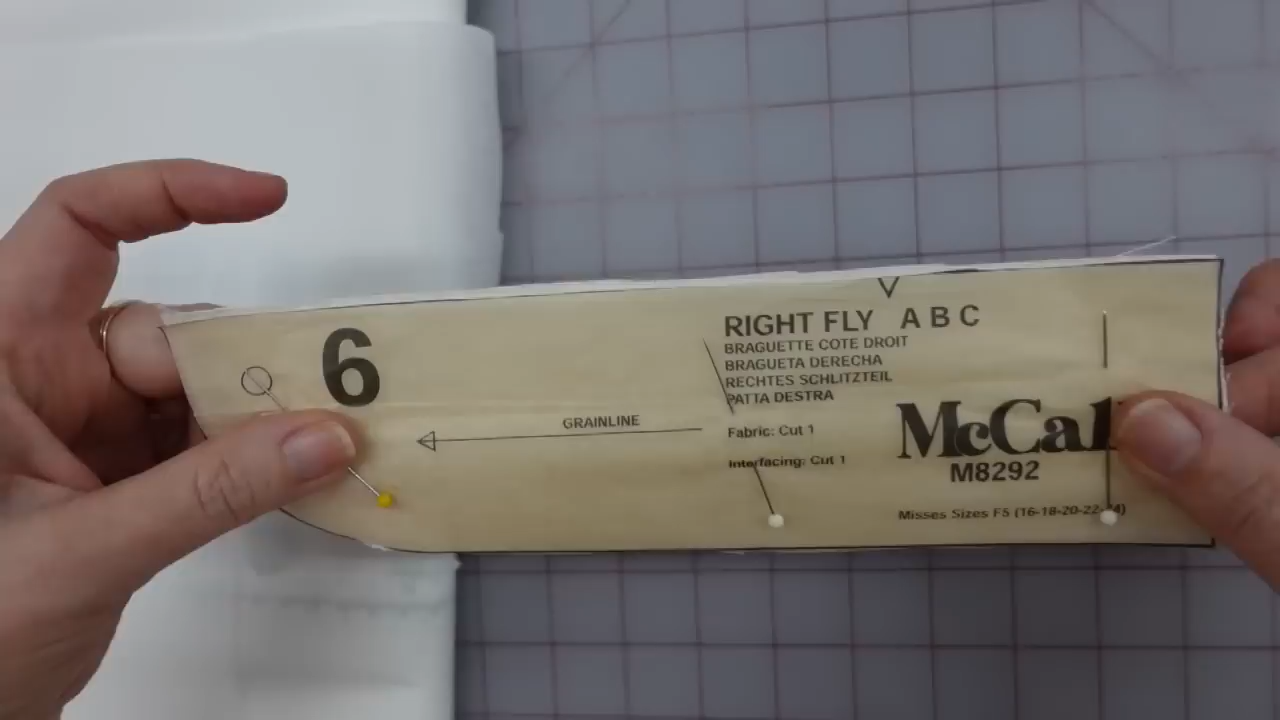 6
RIGHT FLY A B C
BRAGUETTE COTE DROIT
BRAGUETA DERECHA
RECHTES SCHLITZTEIL
PATTA DESTRA
GRAINLINE
Fabric: Cut 1
Interfacing: Cut 1
McCal
M8292
Misses Sizes F5 (16-18-20-22-24)